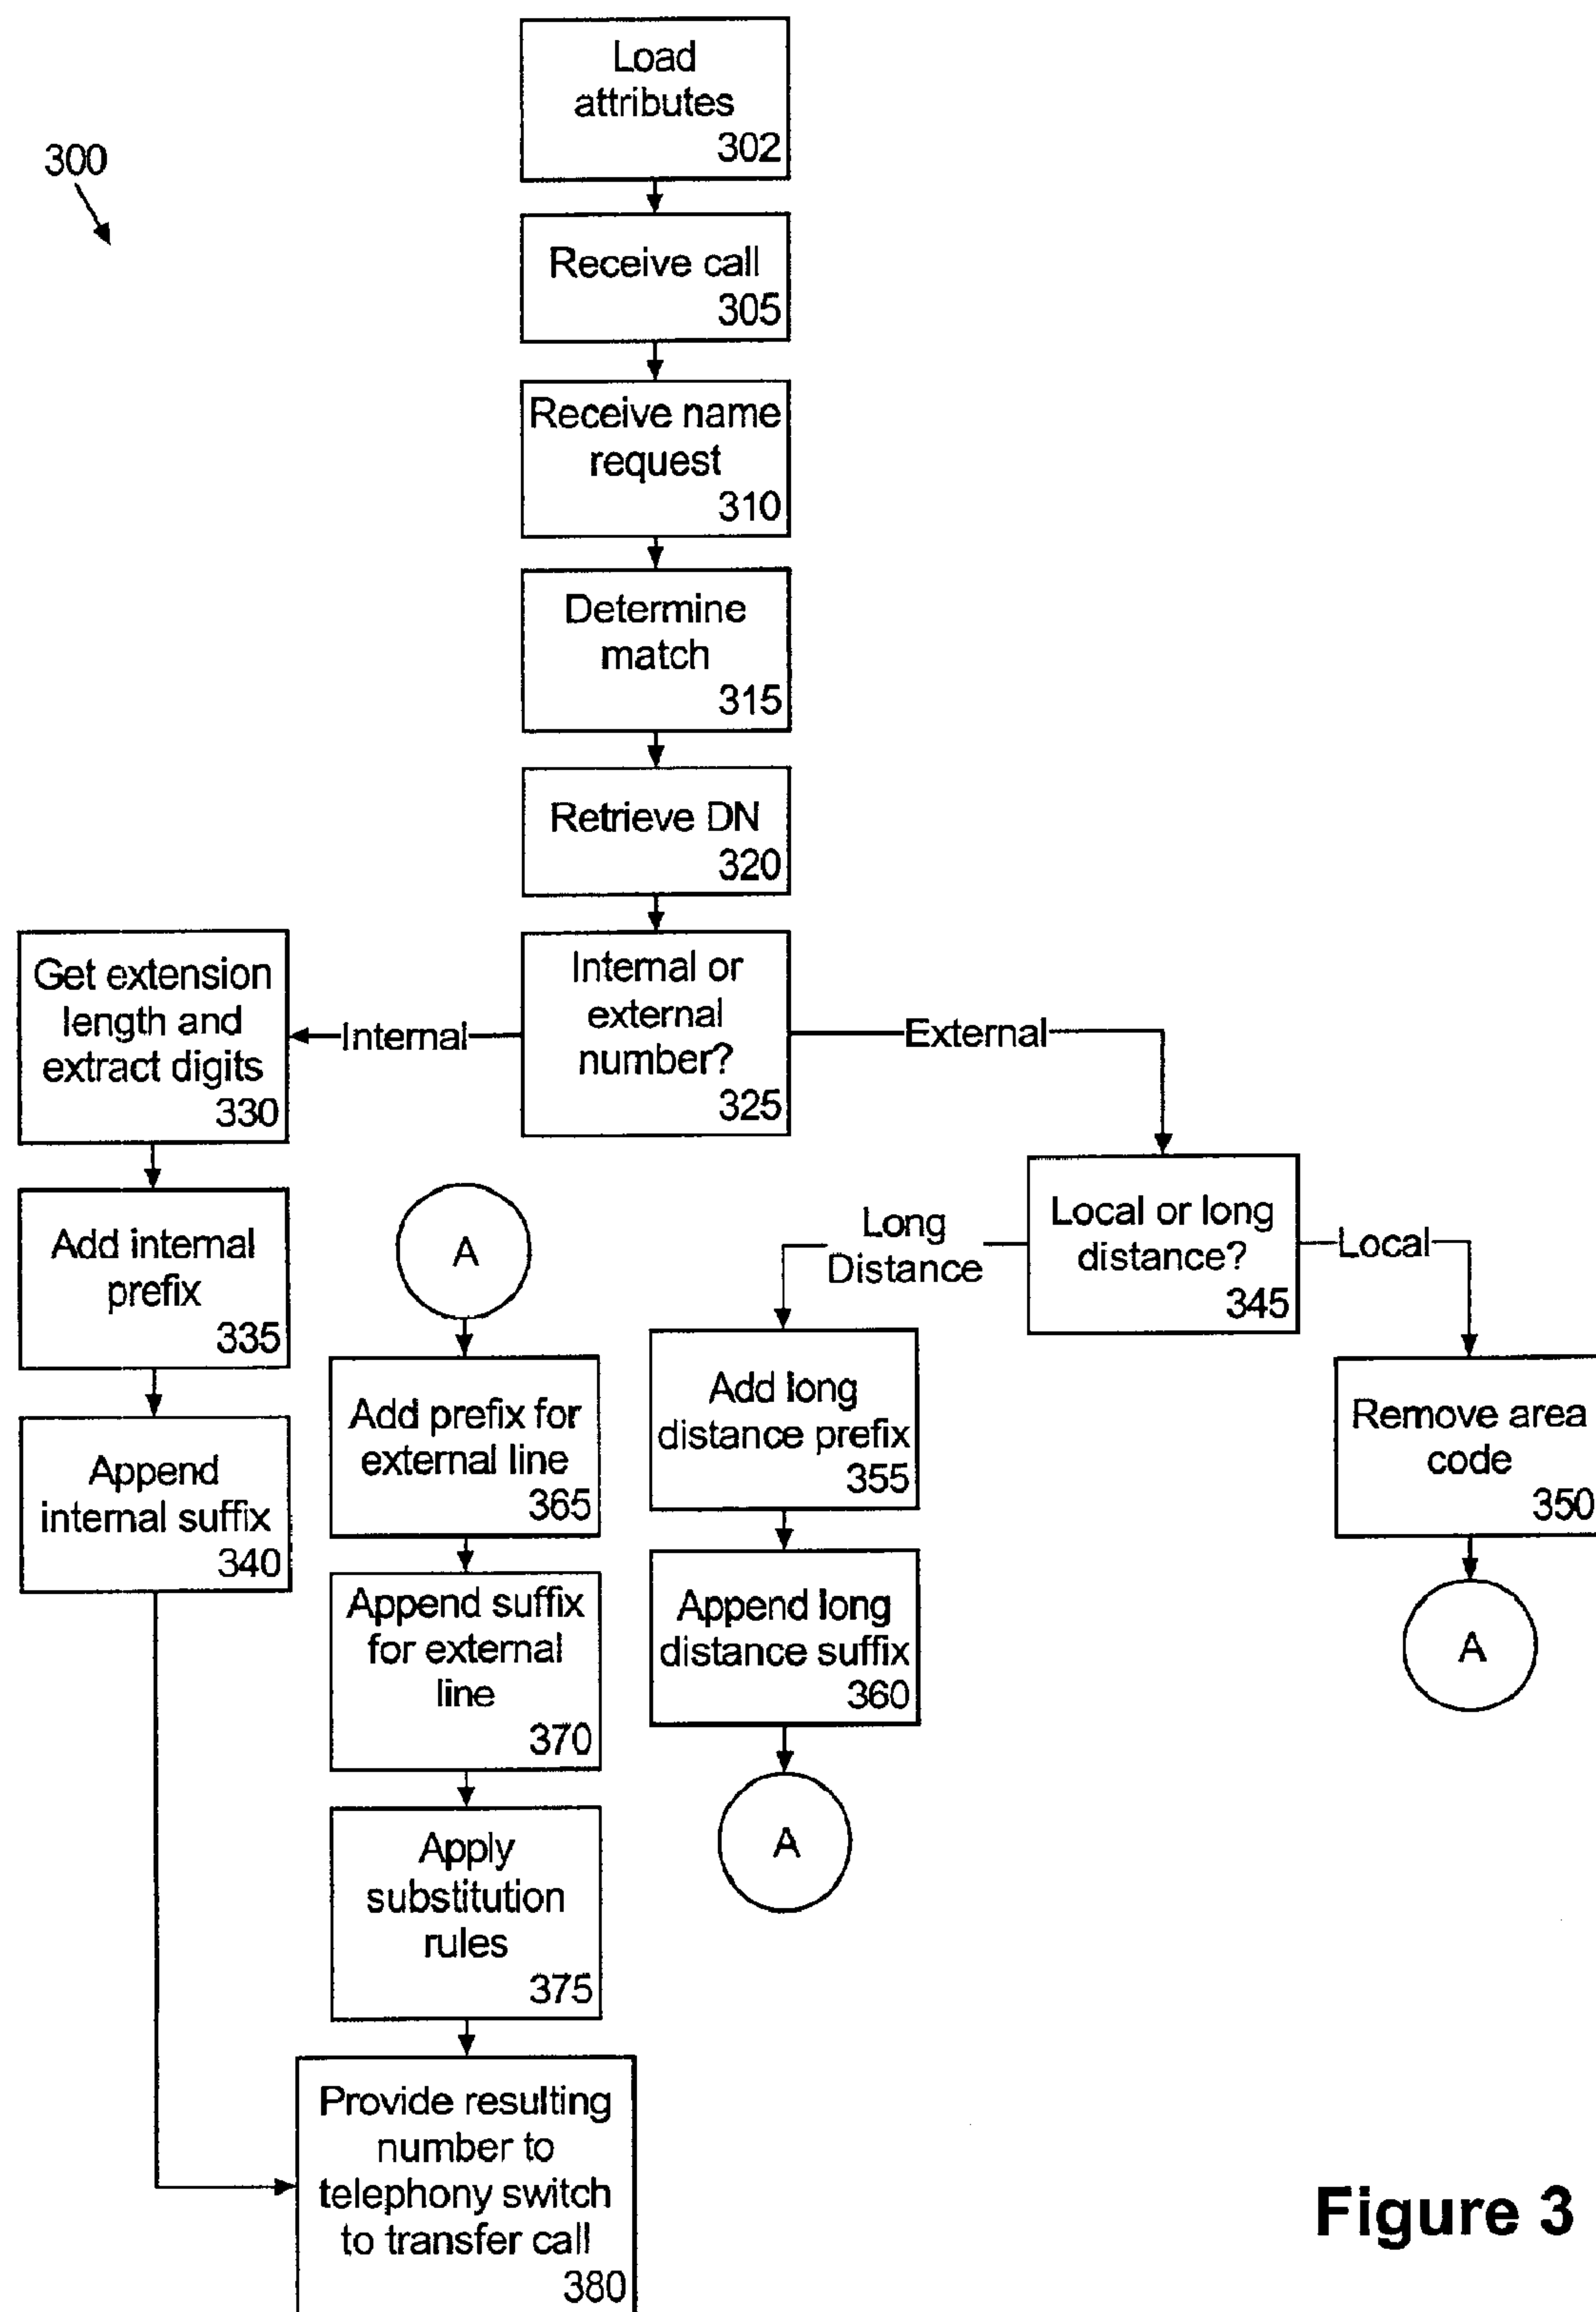 Load
attributes
302
300
Receive call
305
Receive name
request
310
Determine
match
315
Retrieve DN
320
Internal or
external
number?
325
Internal
External
Get extension
length and
extract digits
330
Add internal
prefix
335
Append
internal suffix
340
Local or long
distance?
345
Long
Distance
Local
Remove area
code
350
A
Add long
distance prefix
355
Append long
distance suffix
360
A
A
Add prefix for
external line
365
Append suffix
for external
line
370
Apply
substitution
rules
375
Provide resulting
number to
telephony switch
to transfer call
380
Figure 3